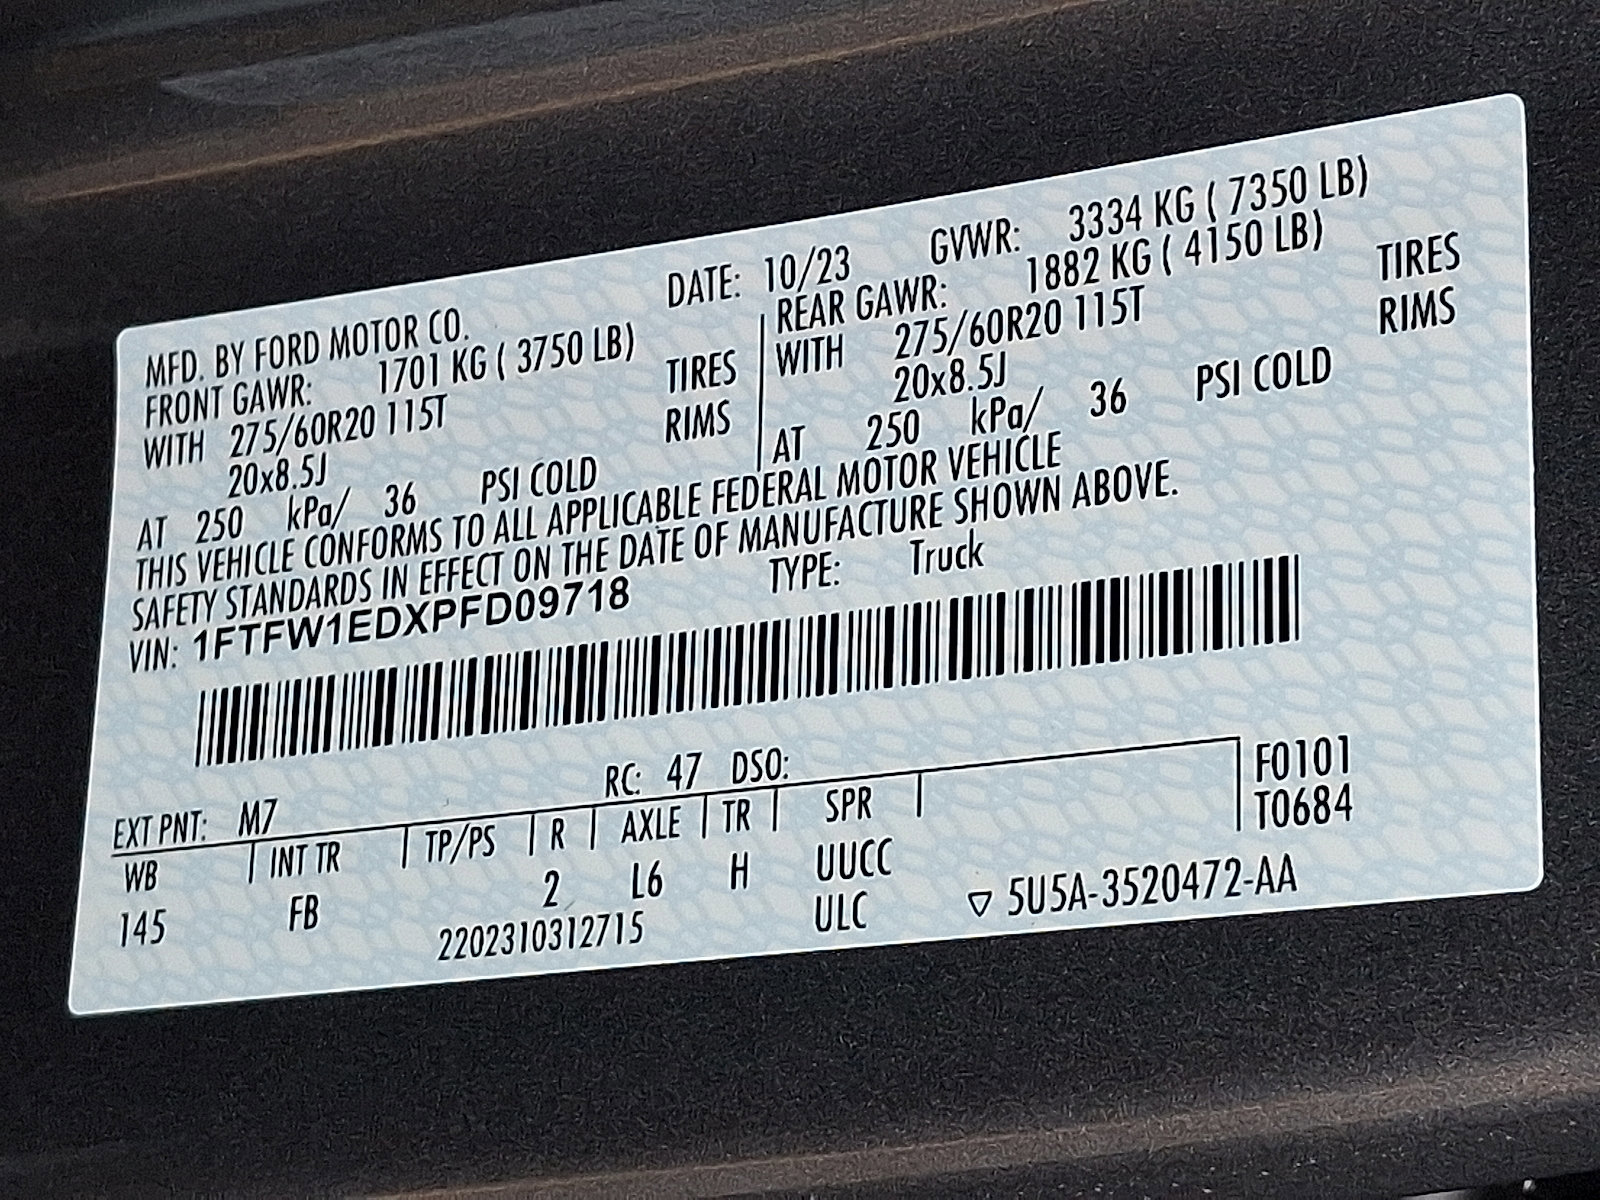 MFD. BY FORD MOTOR CO.
DATE: 10/23 GVWR: 3334 KG ( 7350 LB)
FRONT GAWR: 1701 KG ( 3750 LB)
WITH 275/60R20 115T TIRES
20x8.5J RIMS
AT 250 kPa/ 36 PSI COLD
REAR GAWR: 1882 KG ( 4150 LB)
WITH 275/60R20 115T TIRES
20x8.5J RIMS
AT 250 kPa/ 36 PSI COLD
THIS VEHICLE CONFORMS TO ALL APPLICABLE FEDERAL MOTOR VEHICLE
SAFETY STANDARDS IN EFFECT ON THE DATE OF MANUFACTURE SHOWN ABOVE.
VIN: 1FTFW1EDXPFD09718 TYPE: Truck
EXT PNT: M7 RC: 47 DSO: F0101
WB INT TR TP/PS R AXLE TR SPR T0684
145 FB 2 L6 H UUCC
2202310312715 ULC ▽ 5U5A-3520472-AA